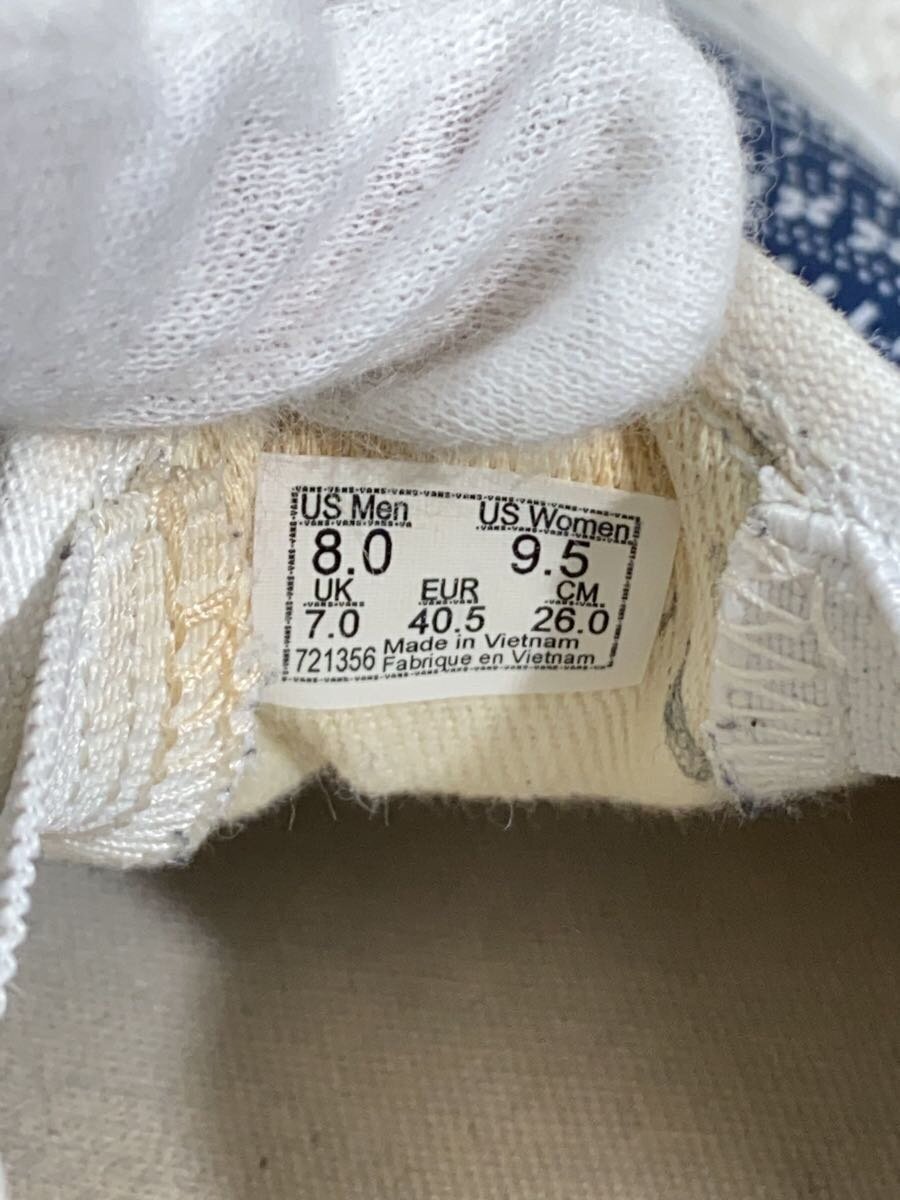 US Men US Women
8.0 9.5
UK EUR CM
7.0 40.5 26.0
721356 Made in Vietnam
Fabrique en Vietnam